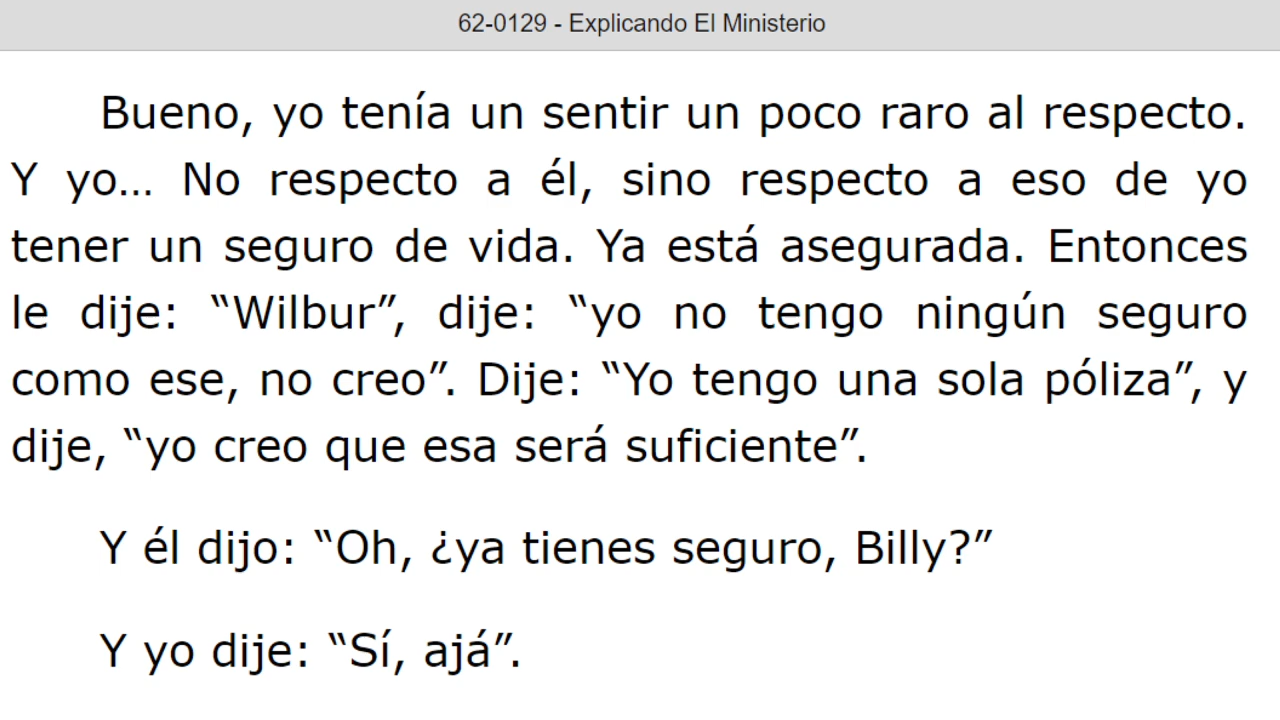 62-0129 - Explicando El Ministerio
Bueno, yo tenía un sentir un poco raro al respecto.
Y yo… No respecto a él, sino respecto a eso de yo
tener un seguro de vida. Ya está asegurada. Entonces
le dije: “Wilbur”, dije: “yo no tengo ningún seguro
como ese, no creo”. Dije: “Yo tengo una sola póliza”, y
dije, “yo creo que esa será suficiente”.
Y él dijo: “Oh, ¿ya tienes seguro, Billy?”
Y yo dije: “Sí, ajá”.